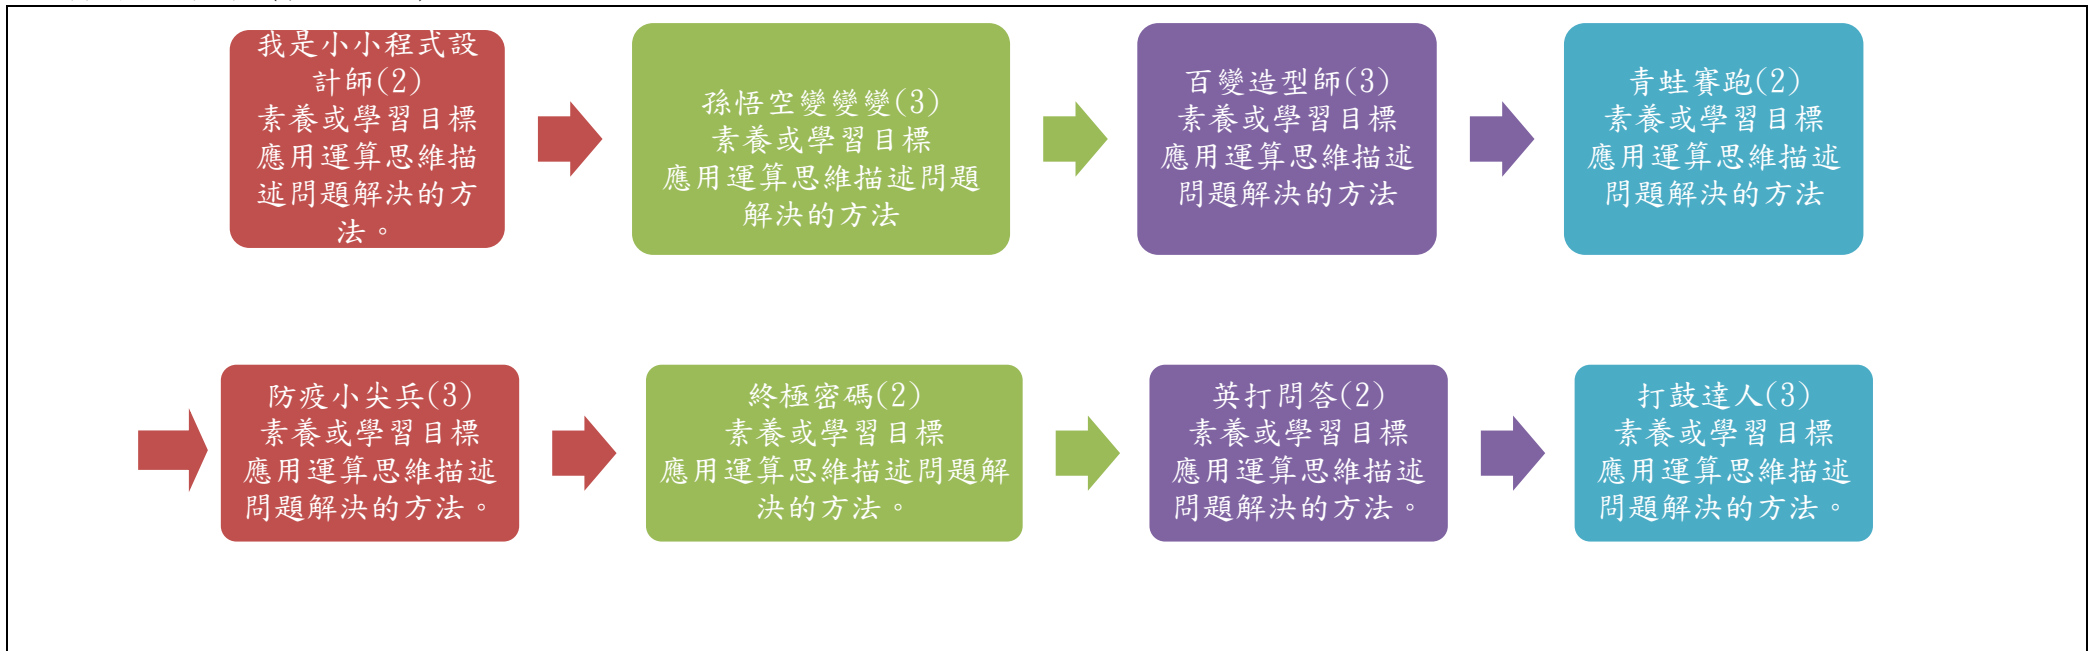 我是小小程式設
計師(2)
素養或學習目標
應用運算思維描
述問題解決的方
法。
孫悟空變變變(3)
素養或學習目標
應用運算思維描述問題
解決的方法
百變造型師(3)
素養或學習目標
應用運算思維描述
問題解決的方法
青蛙賽跑(2)
素養或學習目標
應用運算思維描述
問題解決的方法
防疫小尖兵(3)
素養或學習目標
應用運算思維描述
問題解決的方法。
終極密碼(2)
素養或學習目標
應用運算思維描述問題解
決的方法。
英打問答(2)
素養或學習目標
應用運算思維描述
問題解決的方法。
打鼓達人(3)
素養或學習目標
應用運算思維描述
問題解決的方法。